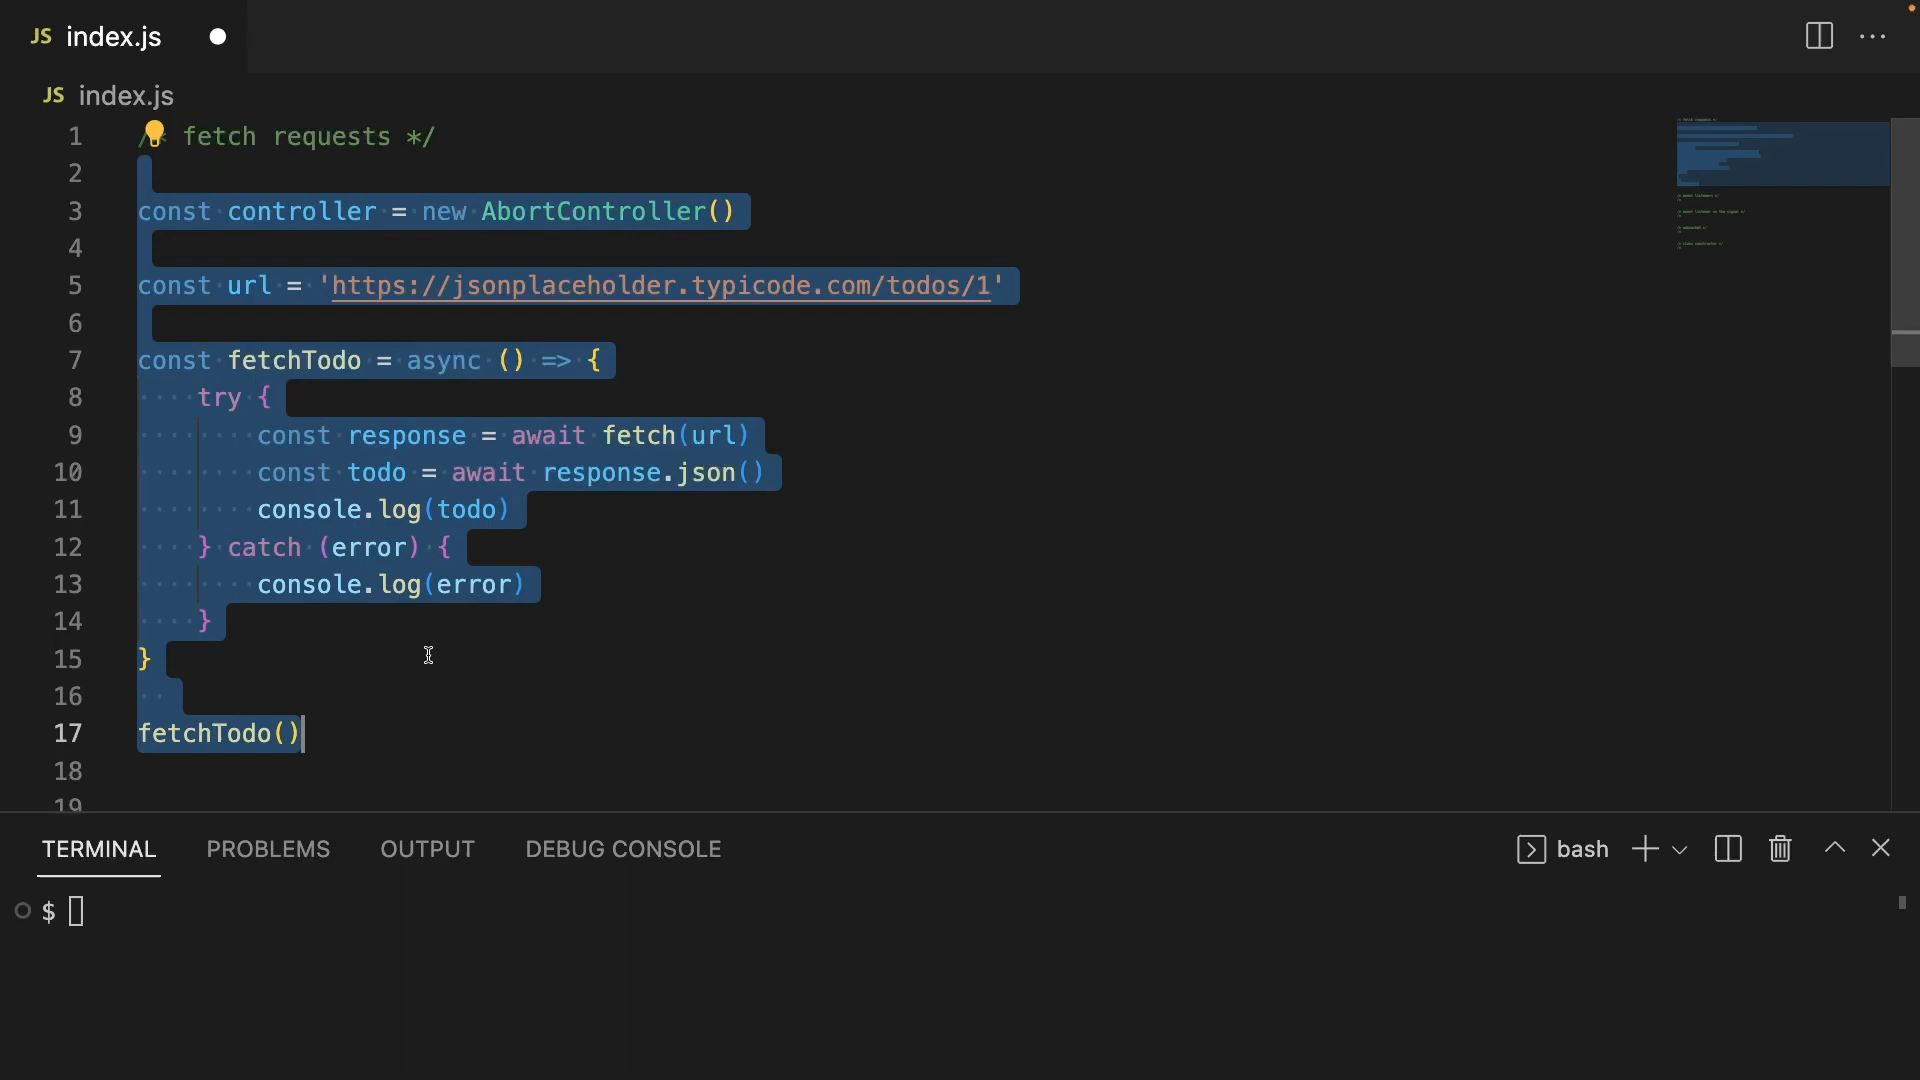 JS index.js
JS index.js
1 /* fetch requests */
2
3 const controller = new AbortController()
4
5 const url = 'https://jsonplaceholder.typicode.com/todos/1'
6
7 const fetchTodo = async () => {
8 try {
9 const response = await fetch(url)
10 const todo = await response.json()
11 console.log(todo)
12 } catch (error) {
13 console.log(error)
14 }
15 }
16
17 fetchTodo()
18
19
TERMINAL PROBLEMS OUTPUT DEBUG CONSOLE bash
$